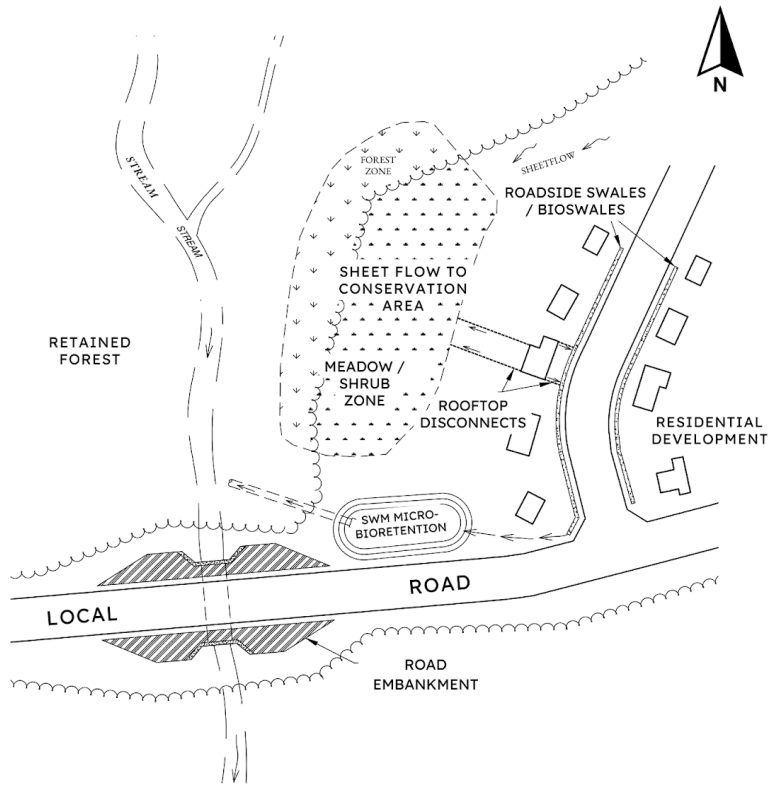 N
STREAM
STREAM
FOREST
ZONE
SHEETFLOW
ROADSIDE SWALES
/ BIOSWALES
SHEET FLOW TO
CONSERVATION
AREA
RETAINED
FOREST
MEADOW /
SHRUB
ZONE
ROOFTOP
DISCONNECTS
RESIDENTIAL
DEVELOPMENT
SWM MICRO-
BIORETENTION
LOCAL ROAD
ROAD
EMBANKMENT